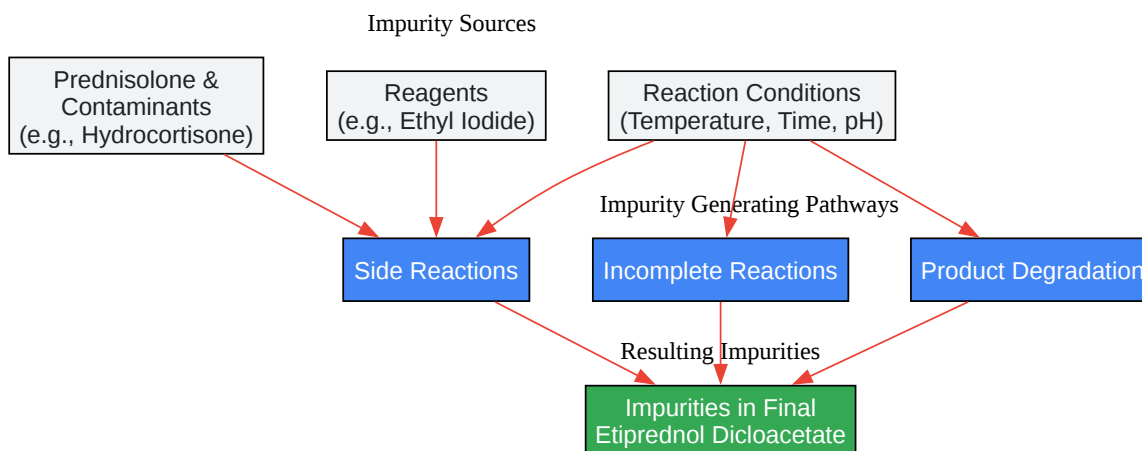 Impurity Sources
Prednisolone &
Contaminants
(e.g., Hydrocortisone)
Reagents
(e.g., Ethyl Iodide)
Reaction Conditions
(Temperature, Time, pH)
Impurity Generating Pathways
Side Reactions
Incomplete Reactions
Product Degradation
Resulting Impurities
Impurities in Final
Etiprednol Dicloacetate